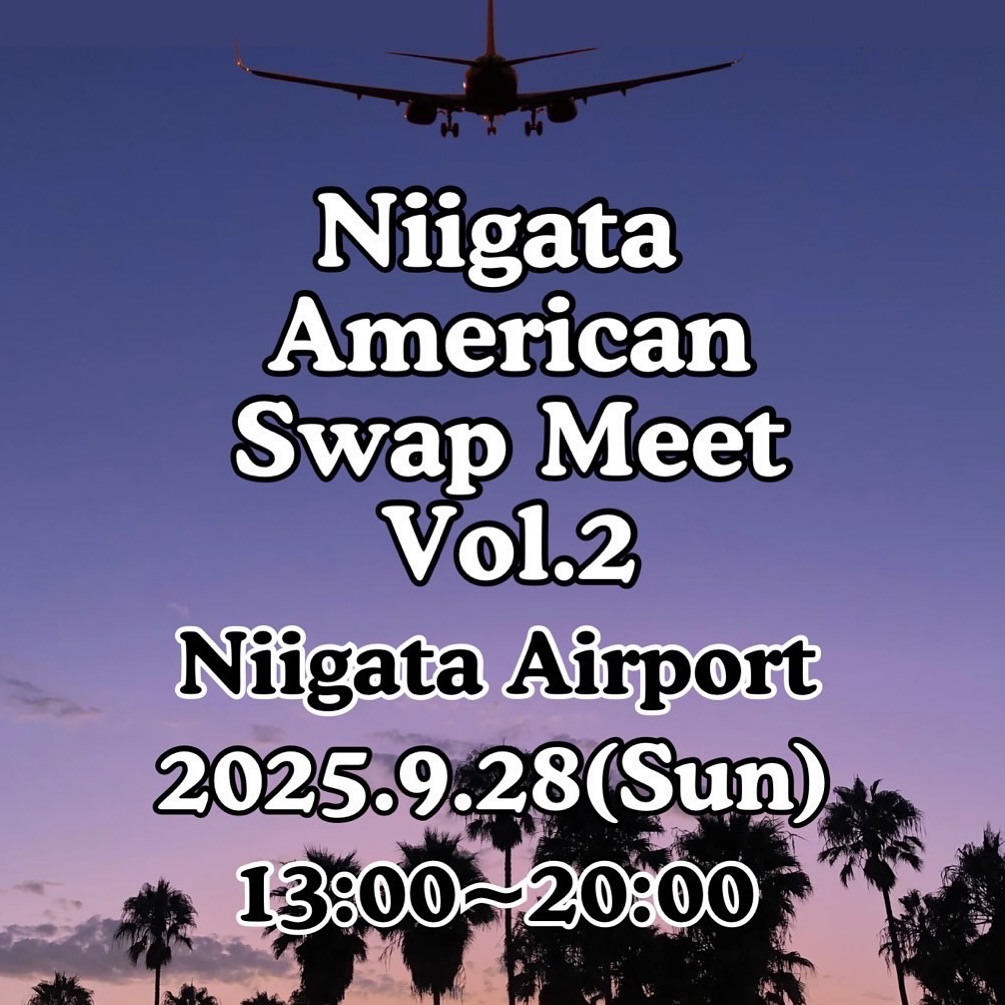 Niigata
American
Swap Meet
Vol.2
Niigata Airport
2025.9.28(Sun)
13:00~20:00